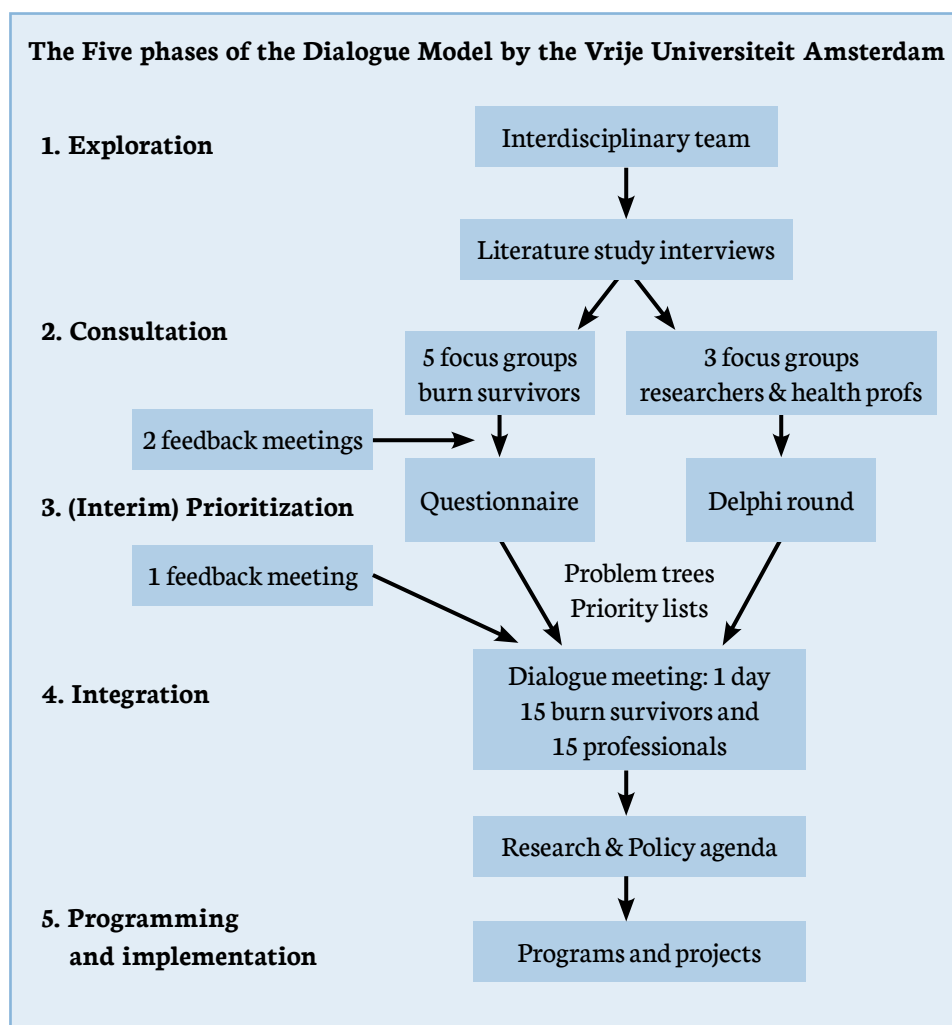 The Five phases of the Dialogue Model by the Vrije Universiteit Amsterdam
1. Exploration
Interdisciplinary team
Literature study interviews
2. Consultation
5 focus groups
burn survivors
3 focus groups
researchers & health profs
2 feedback meetings
3. (Interim) Prioritization
Questionnaire
Delphi round
1 feedback meeting
Problem trees
Priority lists
4. Integration
Dialogue meeting: 1 day
15 burn survivors and
15 professionals
Research & Policy agenda
5. Programming
and implementation
Programs and projects